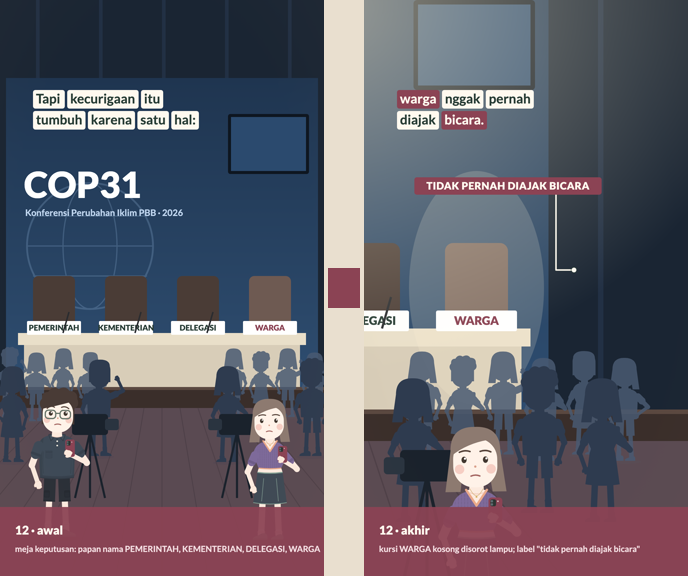 Tapi kecurigaan itu
tumbuh karena satu hal:
COP31
Konferensi Perubahan Iklim PBB · 2026
PEMERINTAH KEMENTERIAN DELEGASI WARGA
12 · awal
meja keputusan: papan nama PEMERINTAH, KEMENTERIAN, DELEGASI, WARGA
warga nggak pernah
diajak bicara.
TIDAK PERNAH DIAJAK BICARA
EGASI WARGA
12 · akhir
kursi WARGA kosong disorot lampu; label "tidak pernah diajak bicara"